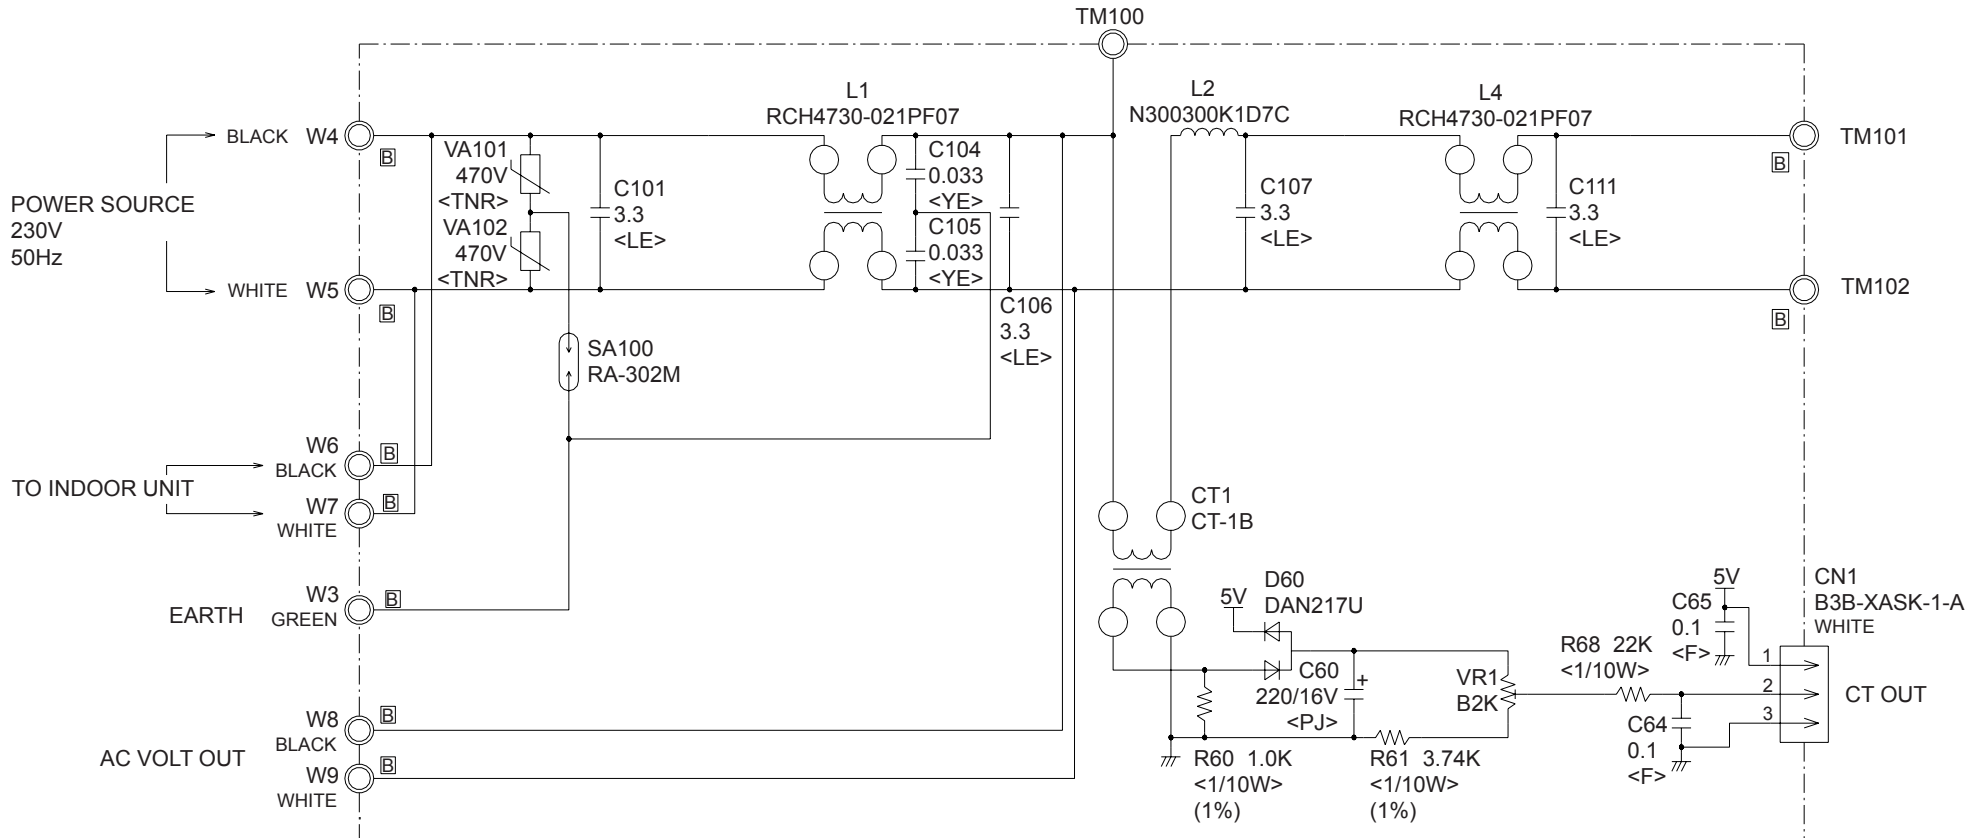 TM100
L1
RCH4730-021PF07
L2
N300300K1D7C
L4
RCH4730-021PF07
POWER SOURCE
230V
50Hz
BLACK W4
B
WHITE W5
B
VA101
470V
<TNR>
VA102
470V
<TNR>
C101
3.3
<LE>
C104
0.033
<YE>
C105
0.033
<YE>
C106
3.3
<LE>
C107
3.3
<LE>
C111
3.3
<LE>
TM101
B
TM102
B
SA100
RA-302M
TO INDOOR UNIT
W6
BLACK
B
W7
WHITE
B
EARTH
W3
GREEN
B
AC VOLT OUT
W8
BLACK
B
W9
WHITE
B
CT1
CT-1B
5V
D60
DAN217U
C60
220/16V
<PJ>
+
R60 1.0K
<1/10W>
(1%)
R61 3.74K
<1/10W>
(1%)
VR1
B2K
R68 22K
<1/10W>
C64
0.1
<F>
5V
C65
0.1
<F>
CN1
B3B-XASK-1-A
WHITE
1
2
3
CT OUT